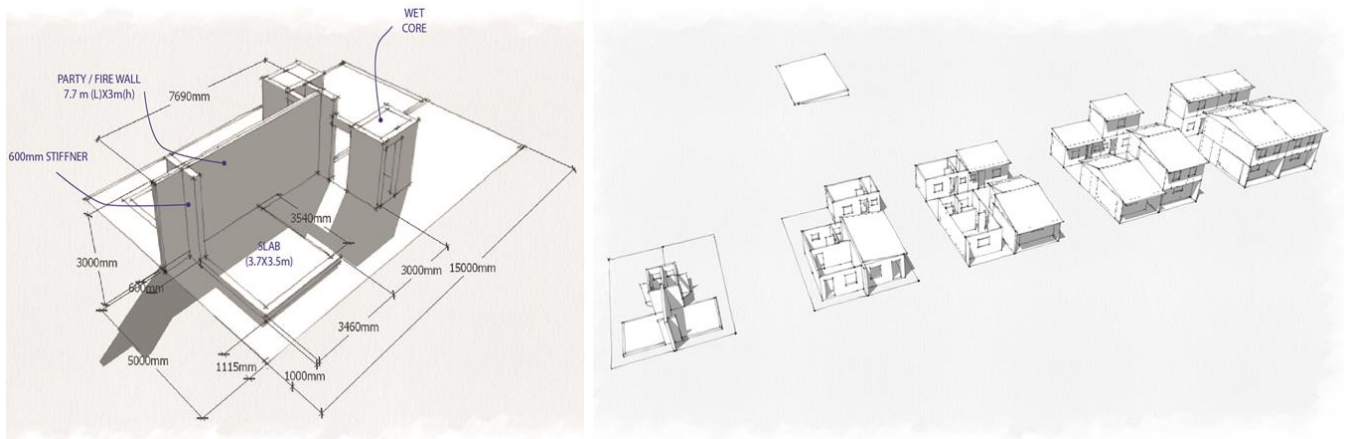 WET
CORE
PARTY / FIRE WALL
7.7 m (L)X3m(h)
7690mm
600mm STIFFNER
3540mm
SLAB
(3.7X3.5m)
3000mm
3000mm
15000mm
600mm
3460mm
5000mm
1115mm
1000mm